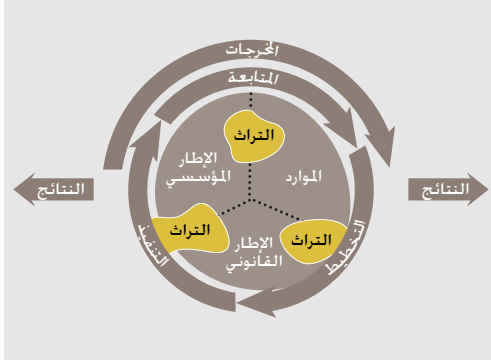 المخرجات
المتابعة
التراث
الإطار
المؤسسي
الموارد
النتائج
النتائج
التراث
الإطار
القانوني
التراث
التخطيط
التنفيذ